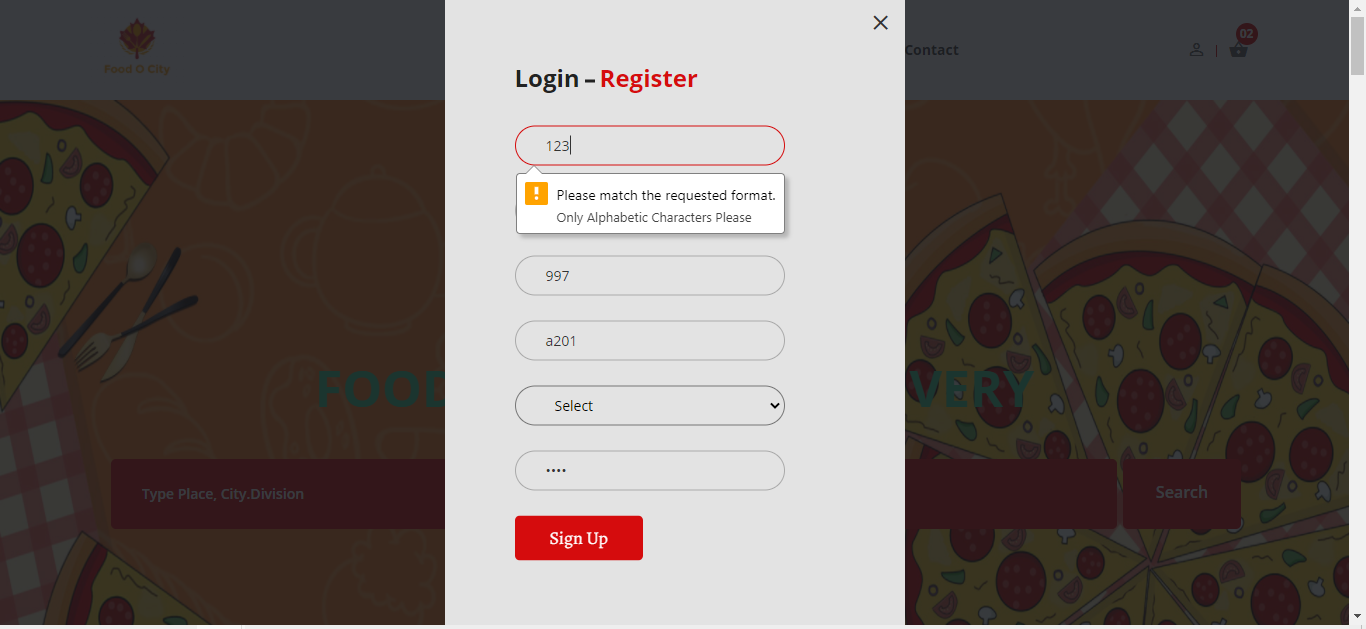 Food O City
Contact
02
Login – Register
123
Please match the requested format.
Only Alphabetic Characters Please
997
a201
Select
••••
Sign Up
FOOD
VERY
Type Place, City.Division
Search